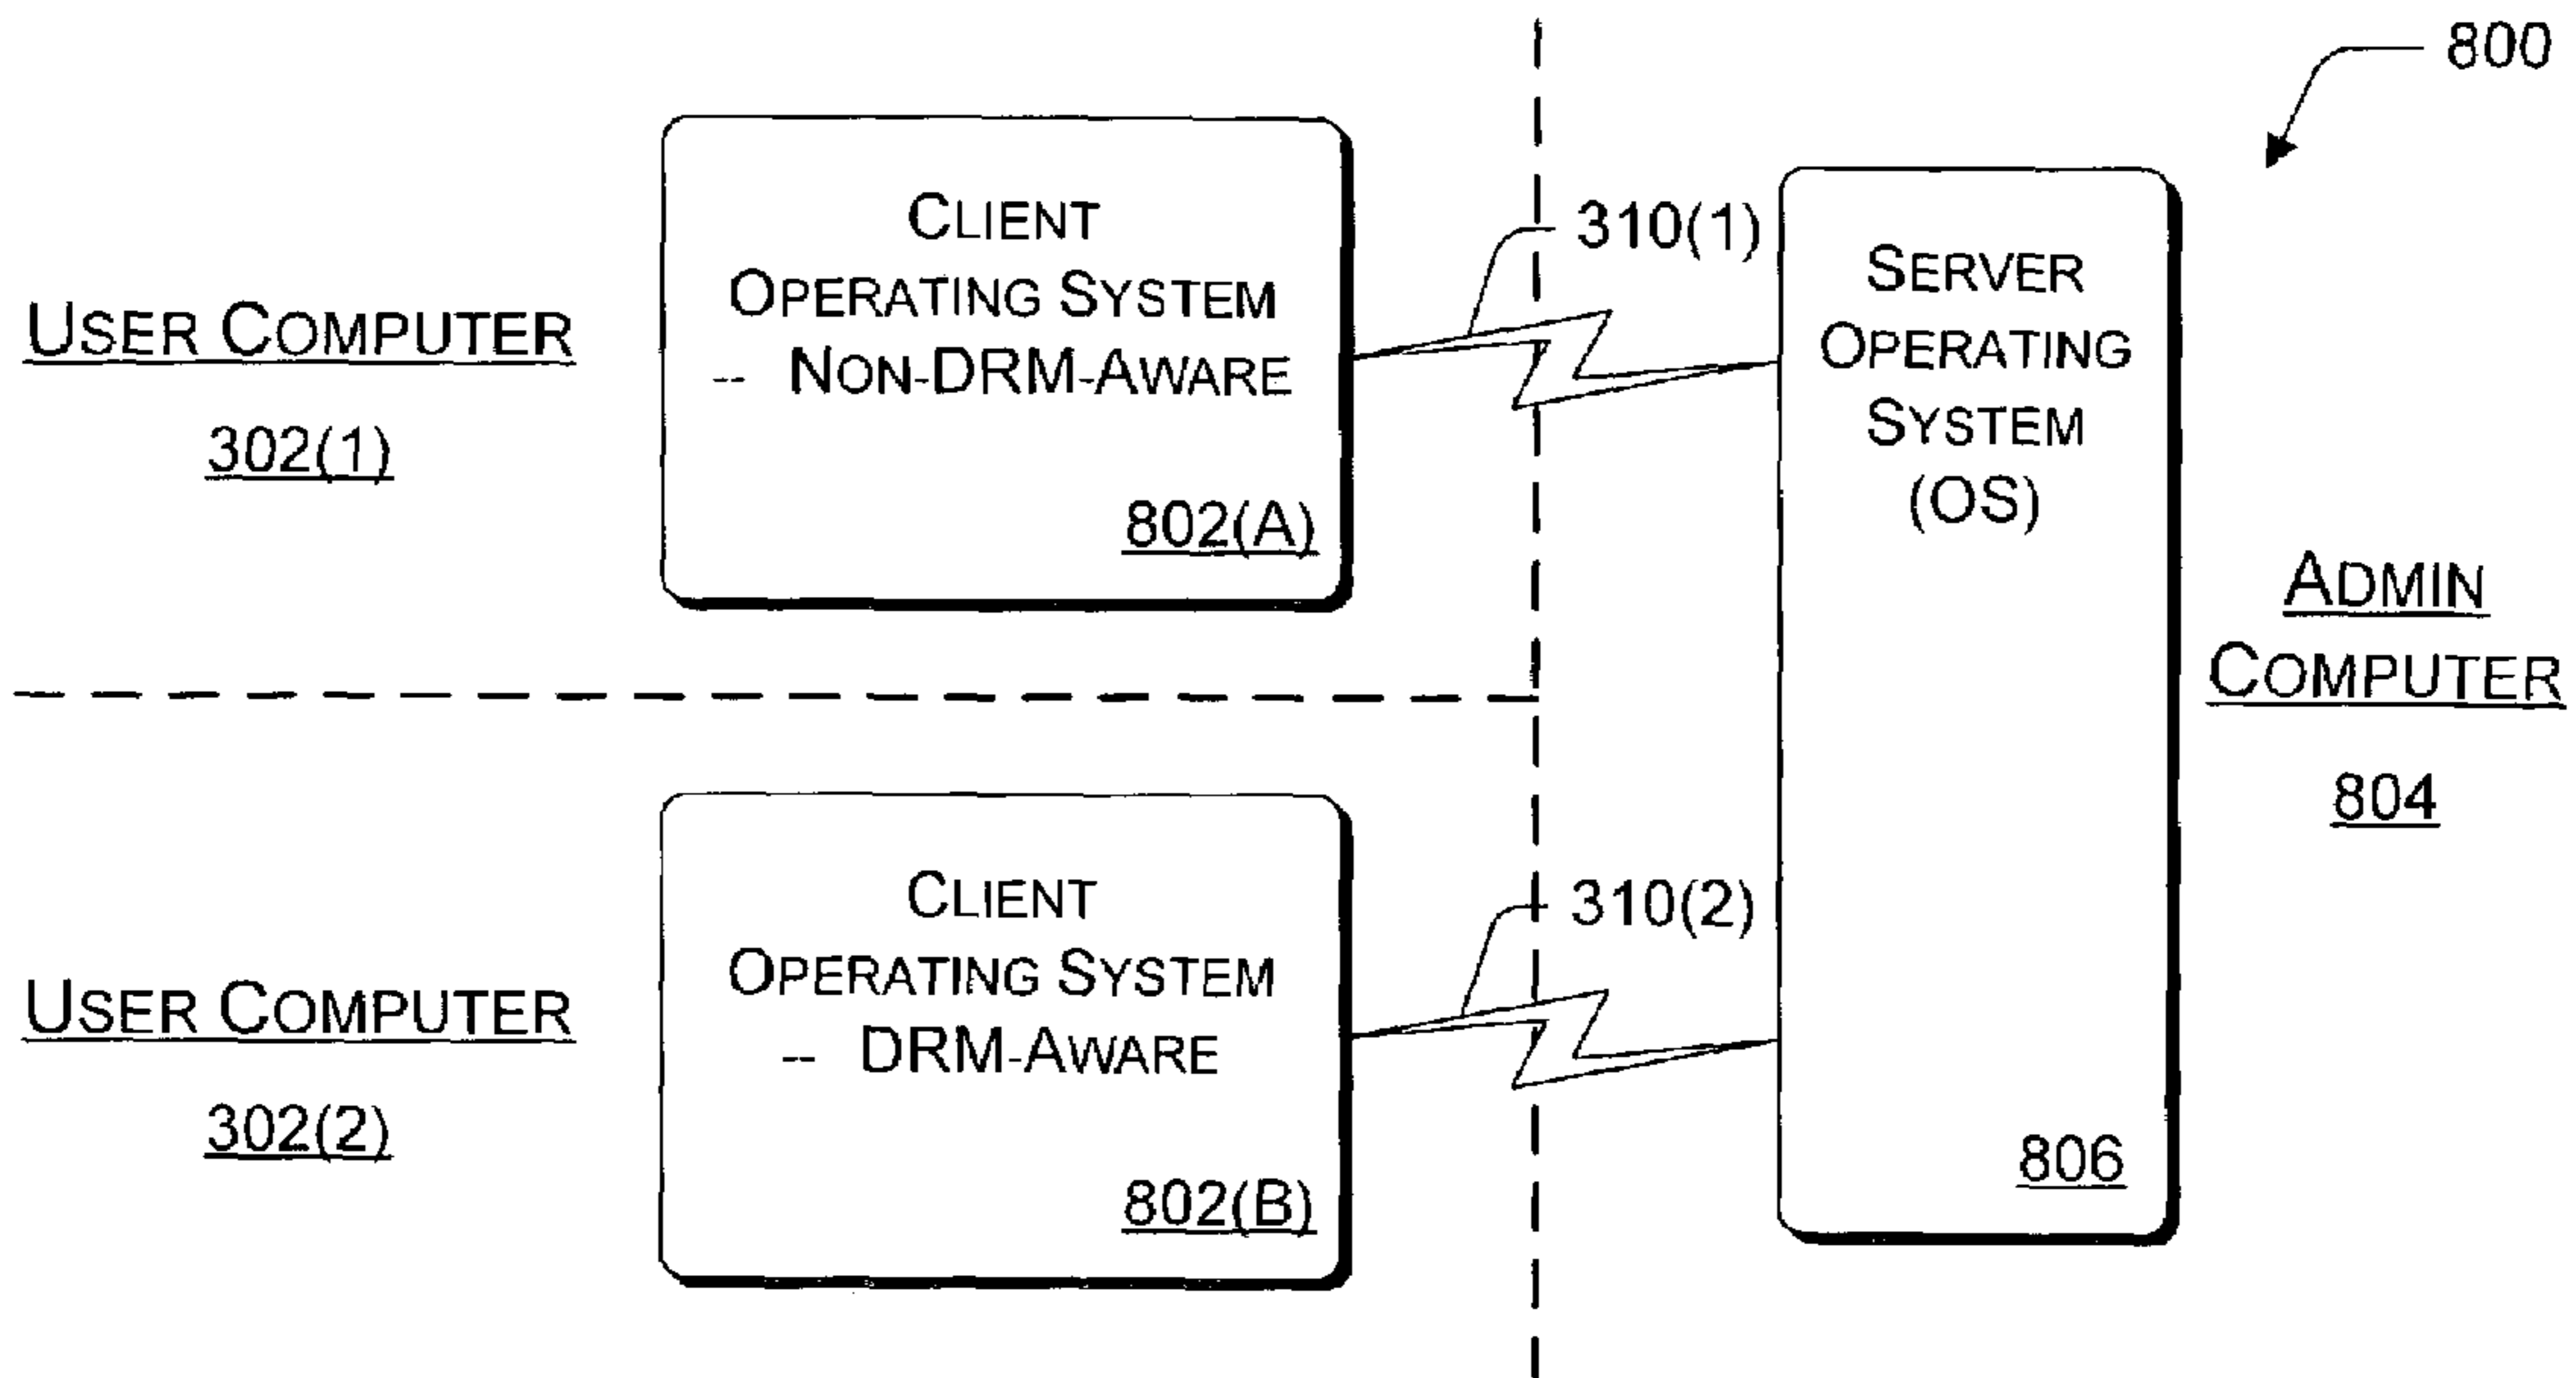 800
USER COMPUTER
302(1)
CLIENT
OPERATING SYSTEM
-- NON-DRM-AWARE
802(A)
310(1)
SERVER
OPERATING
SYSTEM
(OS)
806
ADMIN
COMPUTER
804
USER COMPUTER
302(2)
CLIENT
OPERATING SYSTEM
-- DRM-AWARE
802(B)
310(2)